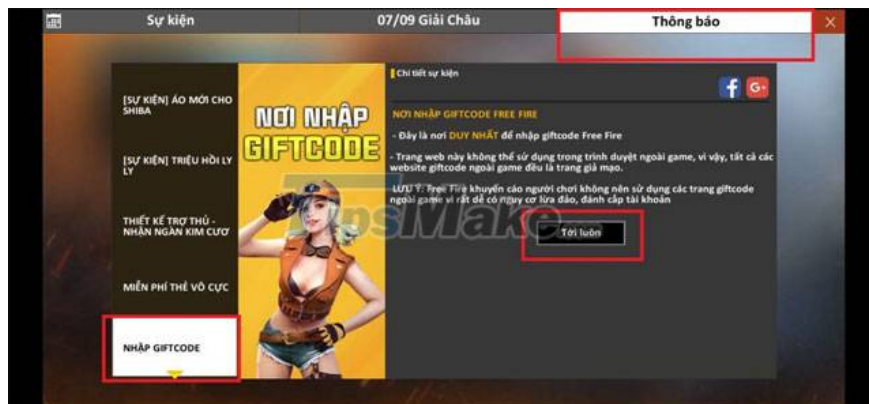 Sự kiện
07/09 Giải Châu
Thông báo
[SỰ KIỆN] ÁO MỚI CHO
SHIBA
[SỰ KIỆN] TRIỆU HỒI LY
LY
THIẾT KẾ TRỢ THỦ -
NHẬN NGÀN KIM CƯƠ
MIỄN PHÍ THẺ VÔ CỰC
NHẬP GIFTCODE
NƠI NHẬP
GIFTCODE
Chi tiết sự kiện
f G+
NƠI NHẬP GIFTCODE FREE FIRE
- Đây là nơi DUY NHẤT để nhập giftcode Free Fire
- Trang web này không thể sử dụng trong trình duyệt ngoài game, vì vậy, tất cả các
website giftcode ngoài game đều là trang giả mạo.
LƯU Ý: Free Fire khuyến cáo người chơi không nên sử dụng các trang giftcode
ngoài game vì rất dễ có nguy cơ lừa đảo, đánh cắp tài khoản
TipsMake
Tới luôn